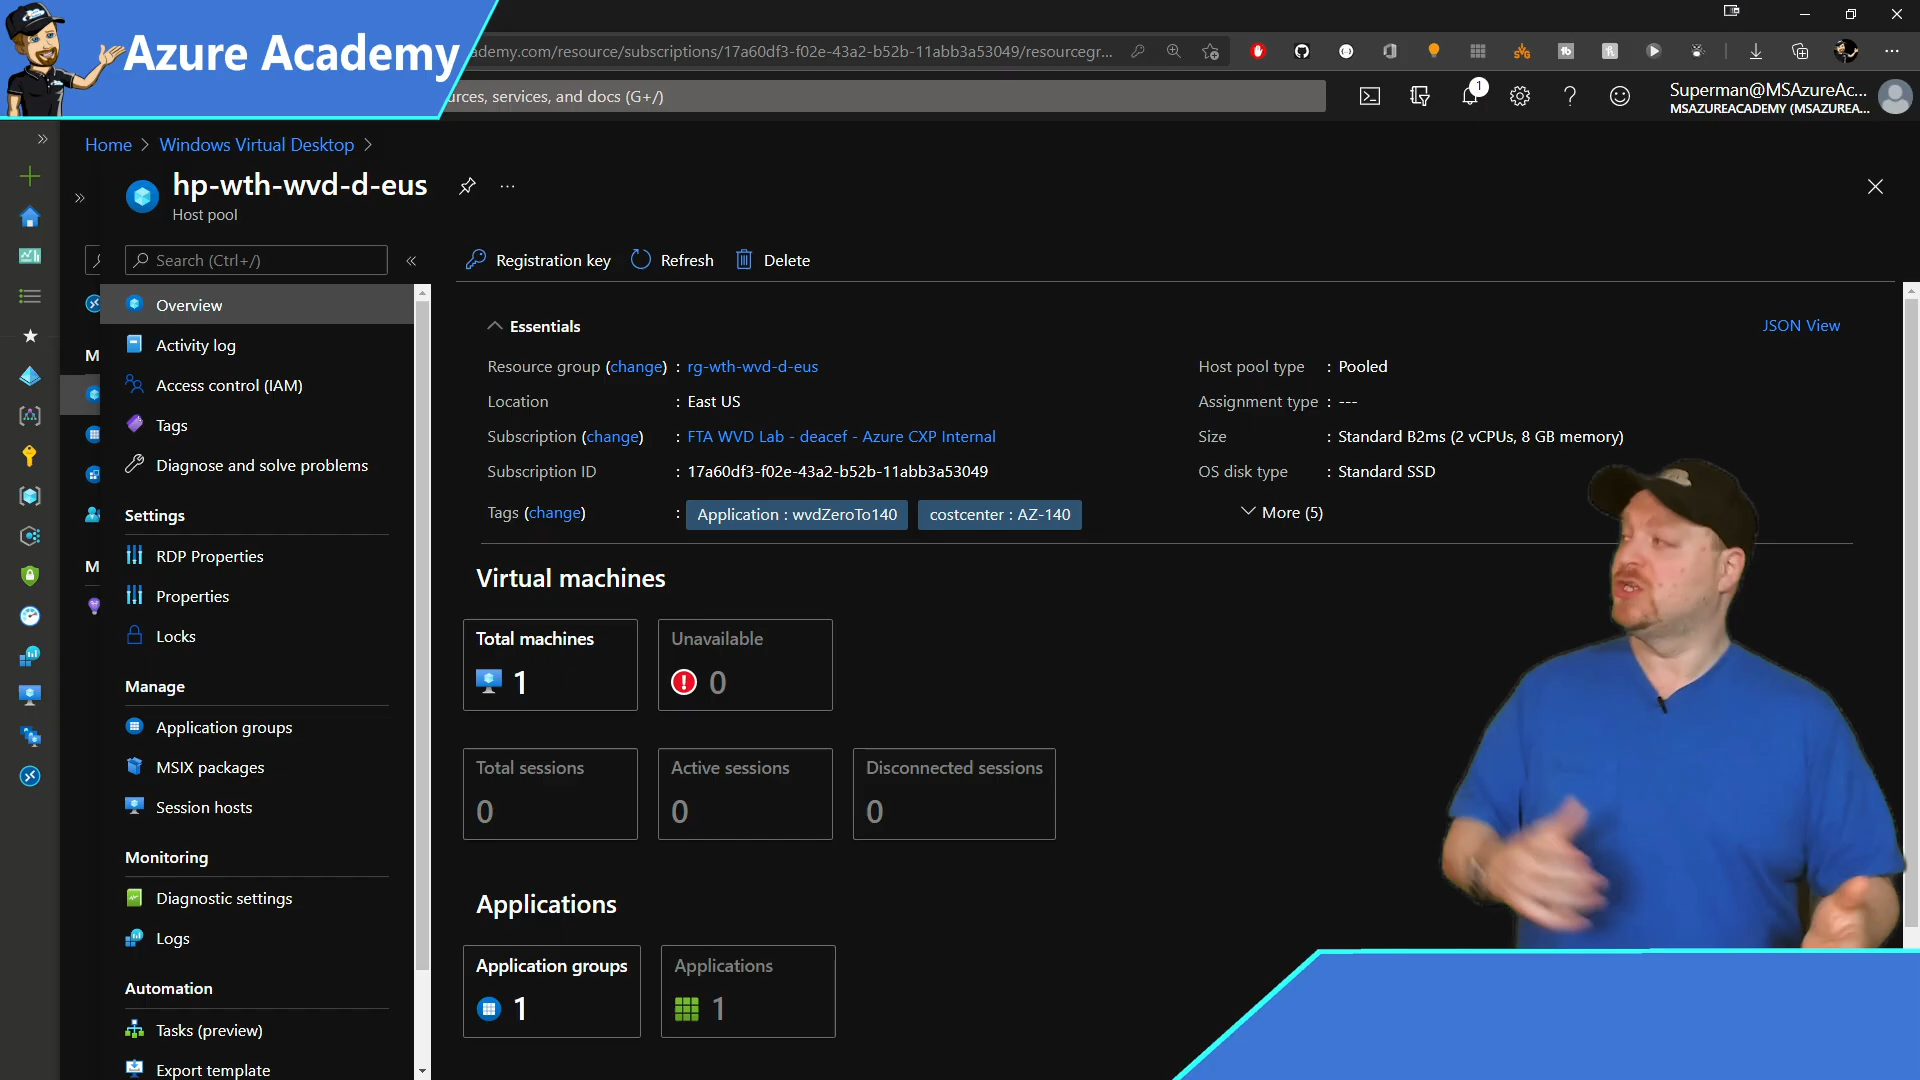 Azure Academy
ademy.com/resource/subscriptions/17a60df3-f02e-43a2-b52b-11abb3a53049/resourcegr...
urces, services, and docs (G+/)
1
Superman@MSAzureAc...
MSAZUREACADEMY (MSAZUREA...
Home > Windows Virtual Desktop >
hp-wth-wvd-d-eus
Host pool
Search (Ctrl+/)
Registration key
Refresh
Delete
Overview
Activity log
M
Access control (IAM)
Tags
Diagnose and solve problems
Settings
RDP Properties
M
Properties
Locks
Manage
Application groups
MSIX packages
Session hosts
Monitoring
Diagnostic settings
Logs
Automation
Tasks (preview)
Export template
Essentials
JSON View
Resource group (change) : rg-wth-wvd-d-eus
Location : East US
Subscription (change) : FTA WVD Lab - deacef - Azure CXP Internal
Subscription ID : 17a60df3-f02e-43a2-b52b-11abb3a53049
Tags (change) : Application : wvdZeroTo140 costcenter : AZ-140
Host pool type : Pooled
Assignment type : ---
Size : Standard B2ms (2 vCPUs, 8 GB memory)
OS disk type : Standard SSD
More (5)
Virtual machines
Total machines
1
Unavailable
0
Total sessions
0
Active sessions
0
Disconnected sessions
0
Applications
Application groups
1
Applications
1